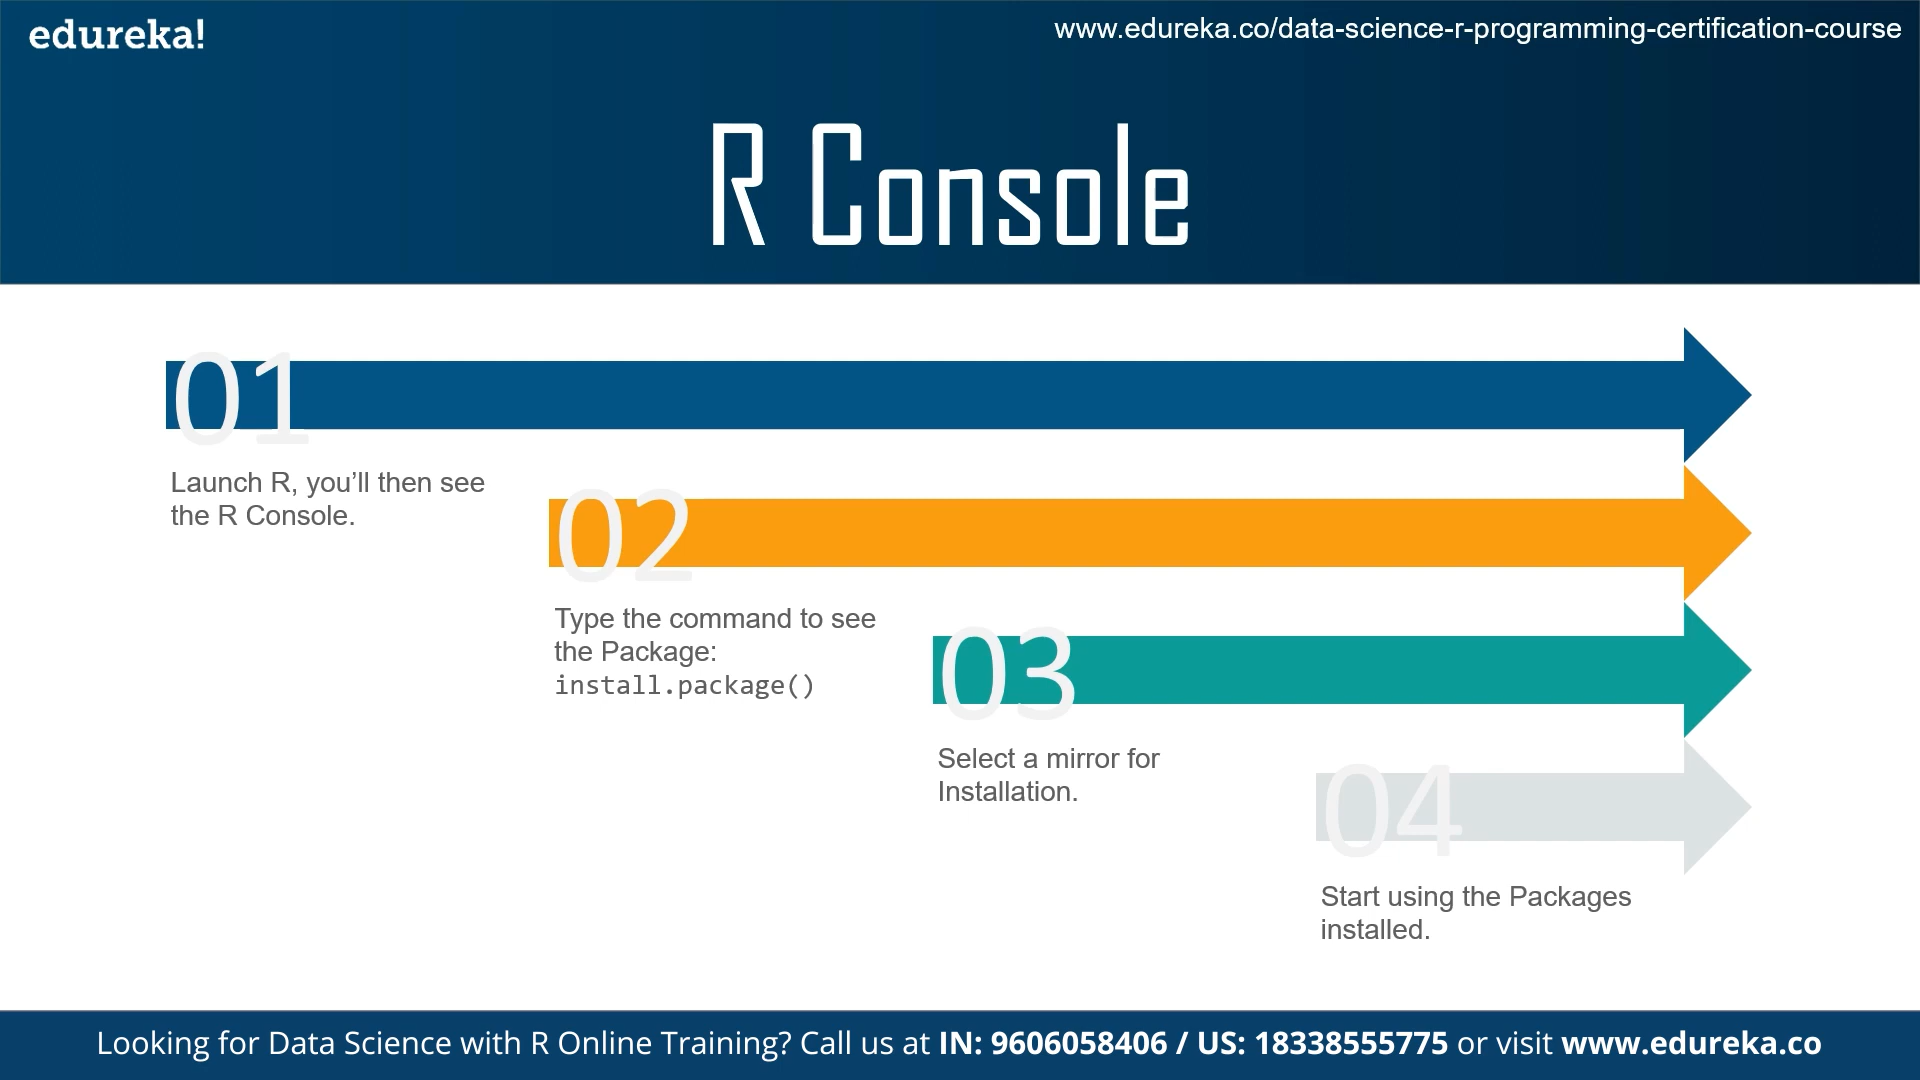 edureka!
www.edureka.co/data-science-r-programming-certification-course
R Console
01
Launch R, you’ll then see
the R Console.
02
Type the command to see
the Package:
install.package()
03
Select a mirror for
Installation.
04
Start using the Packages
installed.
Looking for Data Science with R Online Training? Call us at IN: 9606058406 / US: 18338555775 or visit www.edureka.co